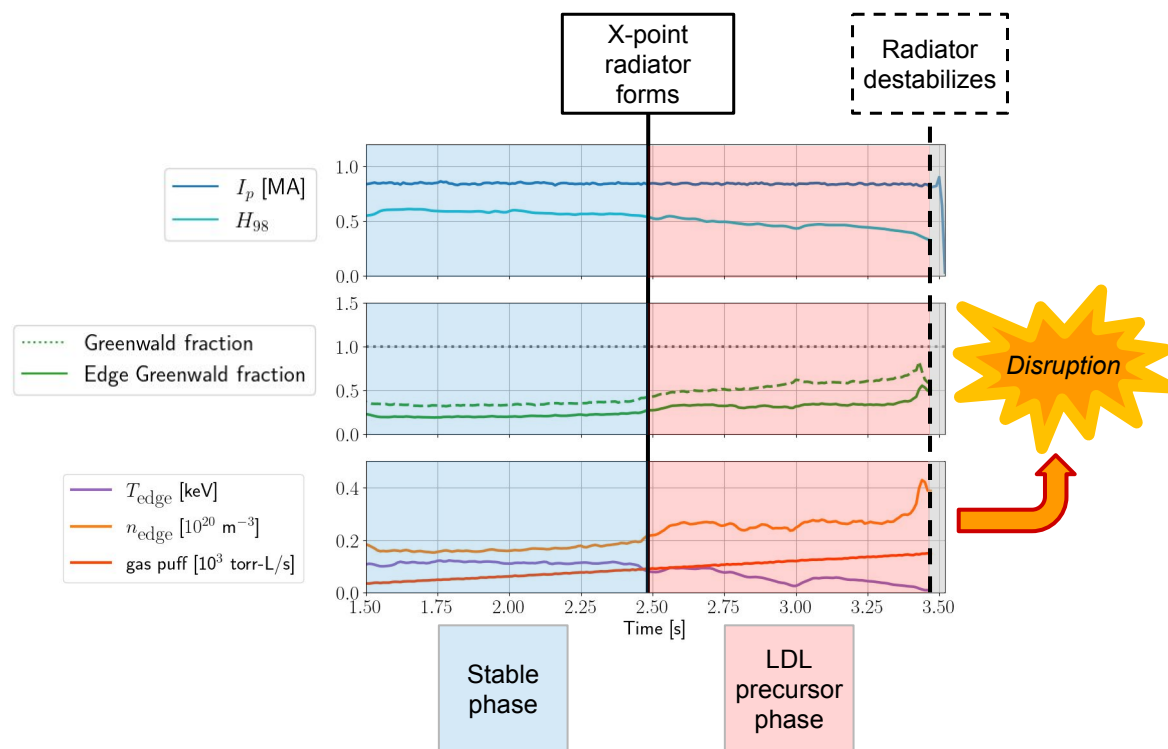 X-point
radiator
forms
Radiator
destabilizes
I_p [MA]
H_98
1.0
0.5
0.0
Greenwald fraction
Edge Greenwald fraction
1.5
1.0
0.5
0.0
Disruption
T_edge [keV]
n_edge [10^20 m^−3]
gas puff [10^3 torr-L/s]
0.4
0.2
0.0
1.50 1.75 2.00 2.25 2.50 2.75 3.00 3.25 3.50
Time [s]
Stable
phase
LDL
precursor
phase